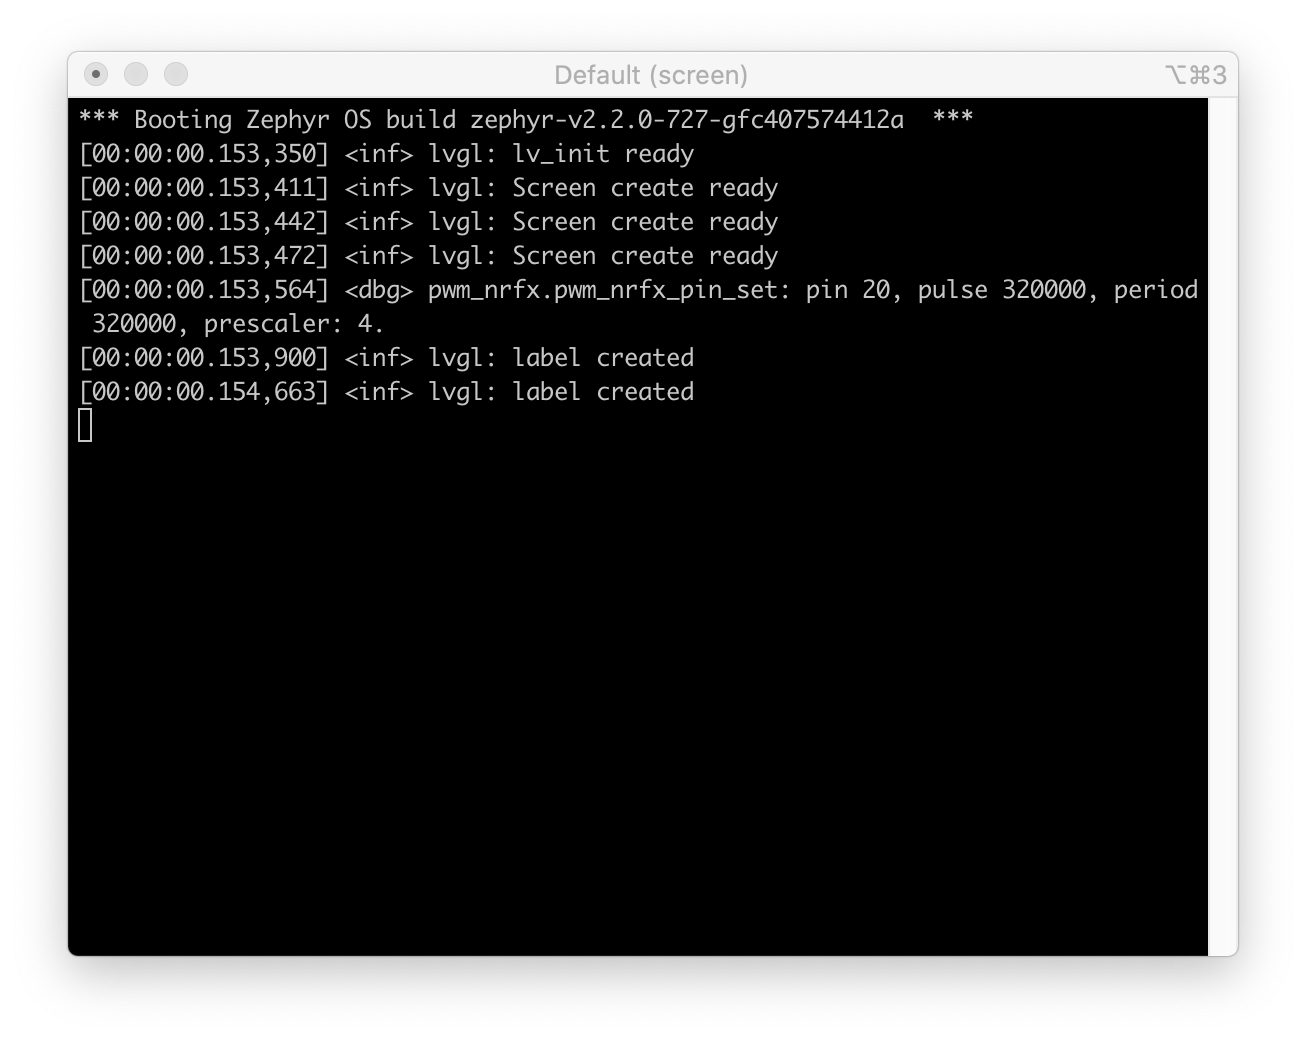 Default (screen)
⌥⌘3
*** Booting Zephyr OS build zephyr-v2.2.0-727-gfc407574412a  ***
[00:00:00.153,350] <inf> lvgl: lv_init ready
[00:00:00.153,411] <inf> lvgl: Screen create ready
[00:00:00.153,442] <inf> lvgl: Screen create ready
[00:00:00.153,472] <inf> lvgl: Screen create ready
[00:00:00.153,564] <dbg> pwm_nrfx.pwm_nrfx_pin_set: pin 20, pulse 320000, period
 320000, prescaler: 4.
[00:00:00.153,900] <inf> lvgl: label created
[00:00:00.154,663] <inf> lvgl: label created